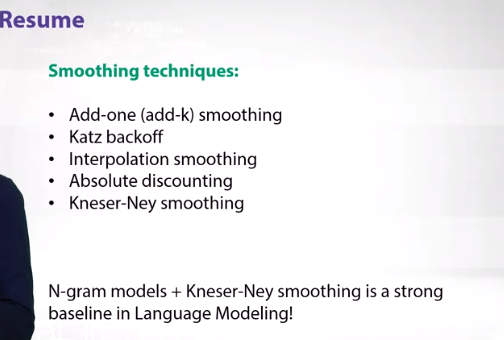 Resume
Smoothing techniques:
• Add-one (add-k) smoothing
• Katz backoff
• Interpolation smoothing
• Absolute discounting
• Kneser-Ney smoothing
N-gram models + Kneser-Ney smoothing is a strong
baseline in Language Modeling!